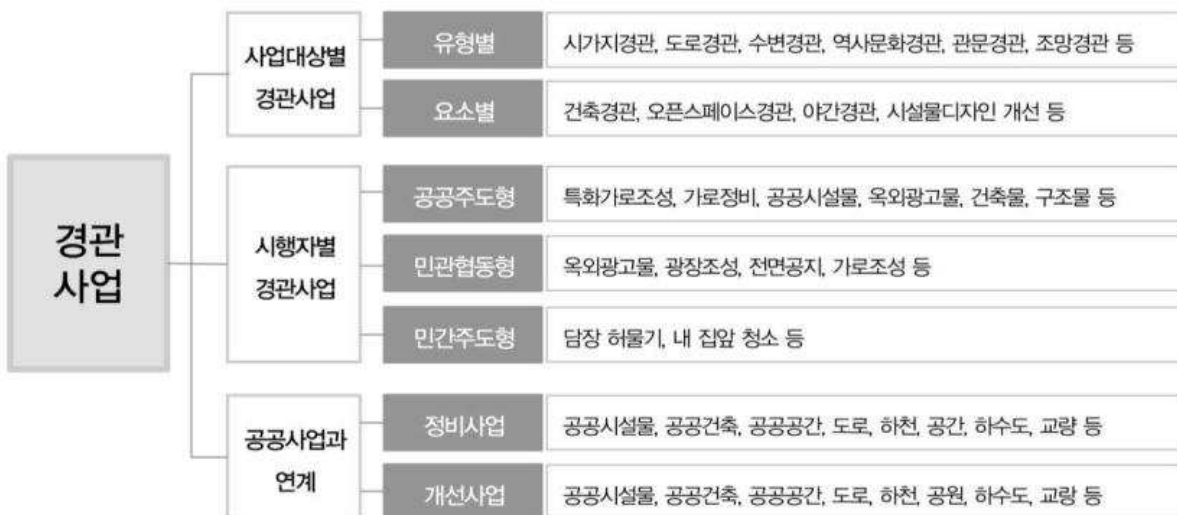 경관
사업
사업대상별
경관사업
유형별
시가지경관, 도로경관, 수변경관, 역사문화경관, 관문경관, 조망경관 등
요소별
건축경관, 오픈스페이스경관, 야간경관, 시설물디자인 개선 등
시행자별
경관사업
공공주도형
특화가로조성, 가로정비, 공공시설물, 옥외광고물, 건축물, 구조물 등
민관협동형
옥외광고물, 광장조성, 전면공지, 가로조성 등
민간주도형
담장 허물기, 내 집앞 청소 등
공공사업과
연계
정비사업
공공시설물, 공공건축, 공공공간, 도로, 하천, 공간, 하수도, 교량 등
개선사업
공공시설물, 공공건축, 공공공간, 도로, 하천, 공원, 하수도, 교랑 등